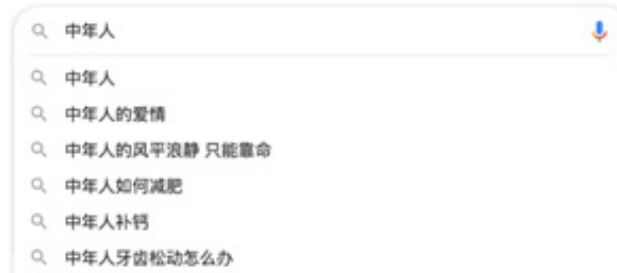 中年人
中年人
中年人的爱情
中年人的风平浪静 只能靠命
中年人如何减肥
中年人补钙
中年人牙齿松动怎么办